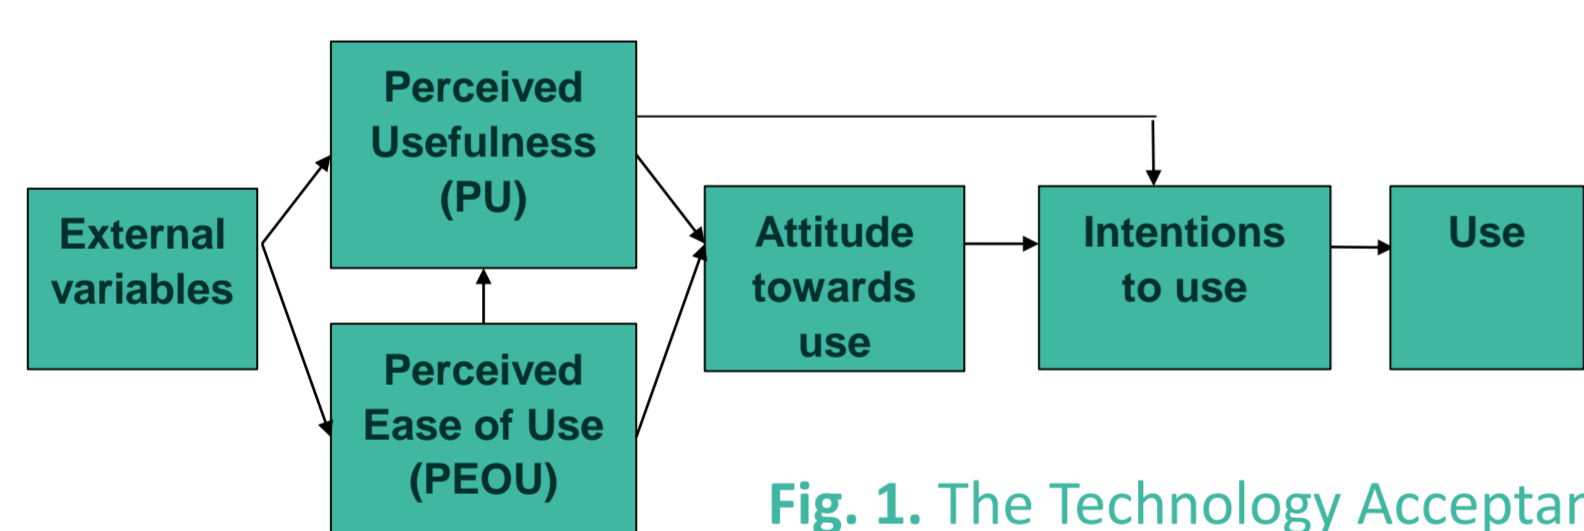 Perceived
Usefulness
(PU)
External
variables
Perceived
Ease of Use
(PEOU)
Attitude
towards
use
Intentions
to use
Use
Fig. 1. The Technology